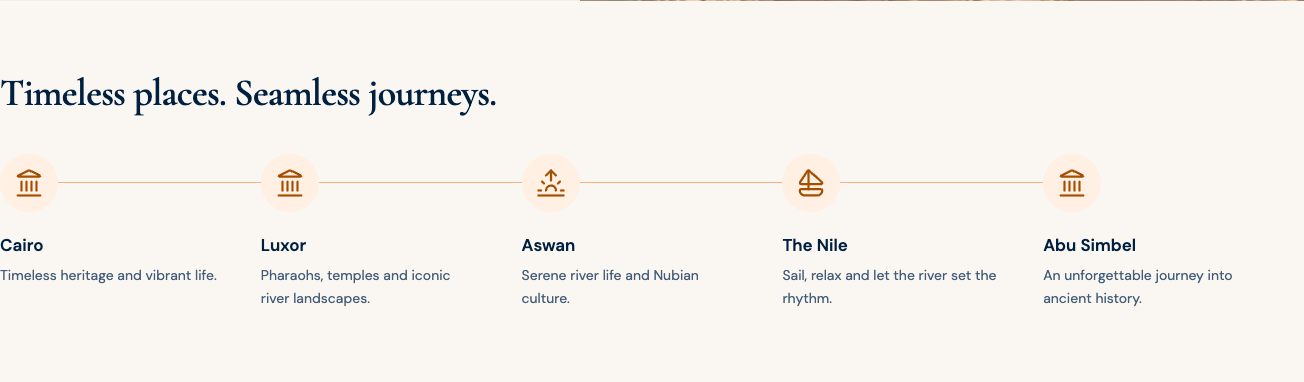 Timeless places. Seamless journeys.
Cairo
Timeless heritage and vibrant life.
Luxor
Pharaohs, temples and iconic
river landscapes.
Aswan
Serene river life and Nubian
culture.
The Nile
Sail, relax and let the river set the
rhythm.
Abu Simbel
An unforgettable journey into
ancient history.